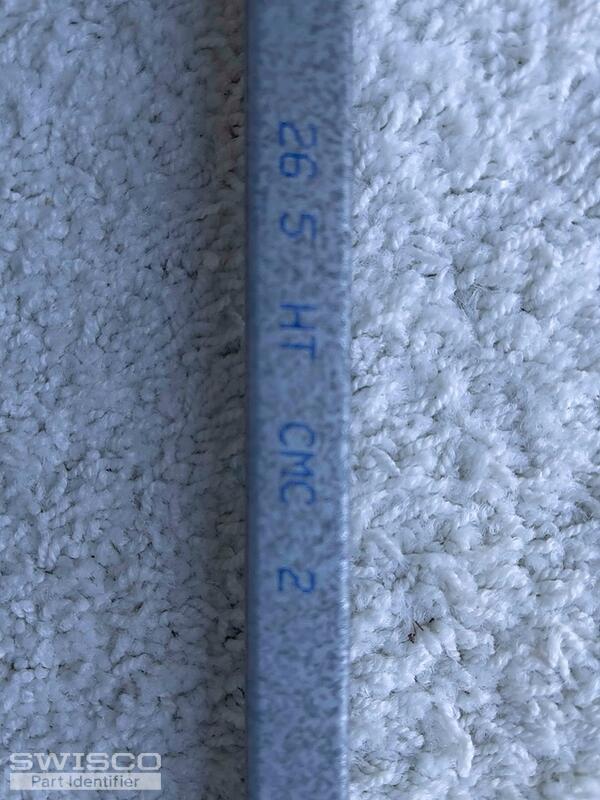 26 5 HT CMC 2
SWISCO
Part Identifier